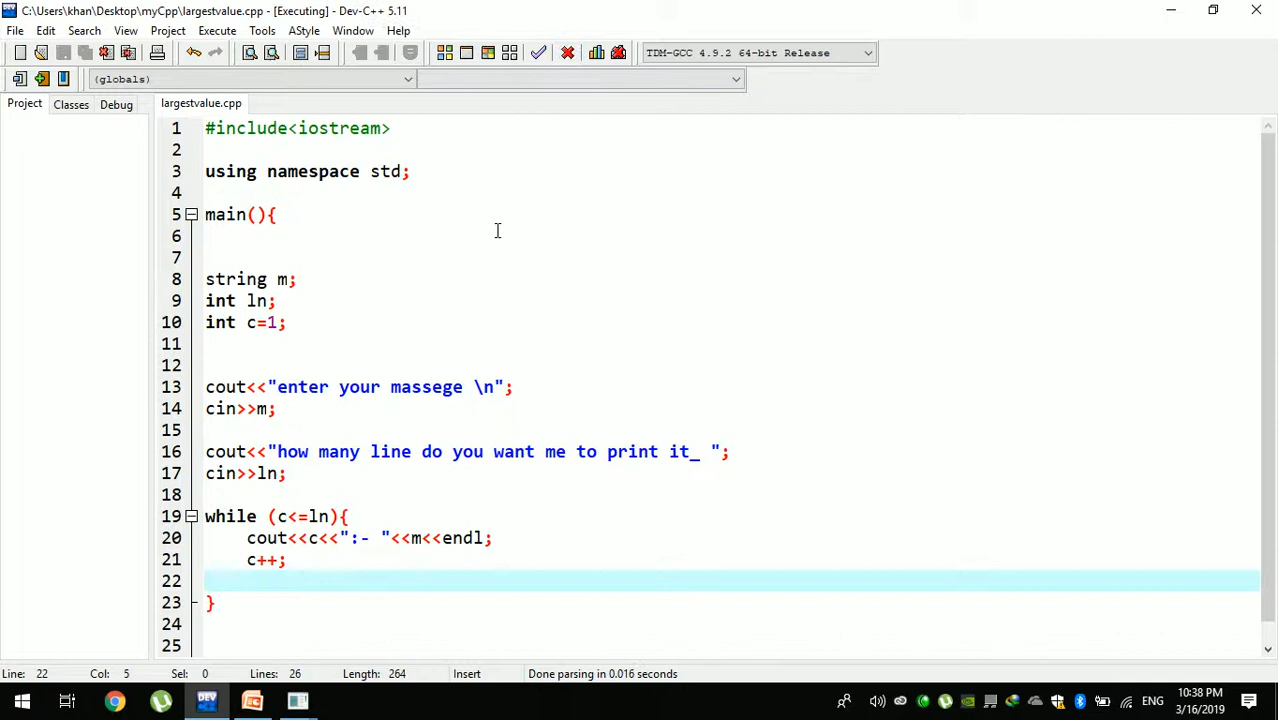 C:\Users\khan\Desktop\myCpp\largestvalue.cpp - [Executing] - Dev-C++ 5.11
File Edit Search View Project Execute Tools AStyle Window Help
TDM-GCC 4.9.2 64-bit Release
(globals)
Project Classes Debug largestvalue.cpp
1 #include<iostream>
2
3 using namespace std;
4
5 main(){
6
7
8 string m;
9 int ln;
10 int c=1;
11
12
13 cout<<"enter your massege \n";
14 cin>>m;
15
16 cout<<"how many line do you want me to print it_ ";
17 cin>>ln;
18
19 while (c<=ln){
20 cout<<c<<":- "<<m<<endl;
21 c++;
22
23 }
24
25
Line: 22 Col: 5 Sel: 0 Lines: 26 Length: 264 Insert Done parsing in 0.016 seconds
DEV ENG 10:38 PM
3/16/2019